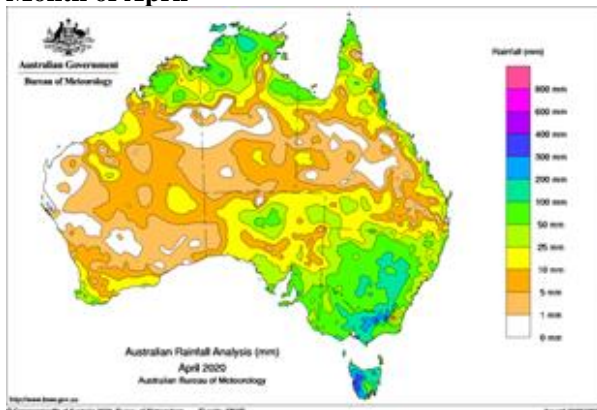 Month of April
Australian Government
Bureau of Meteorology
Rainfall (mm)
800 mm
600 mm
400 mm
300 mm
200 mm
100 mm
50 mm
25 mm
10 mm
5 mm
1 mm
0 mm
Australian Rainfall Analysis (mm)
April 2020
Australian Bureau of Meteorology
http://www.bom.gov.au